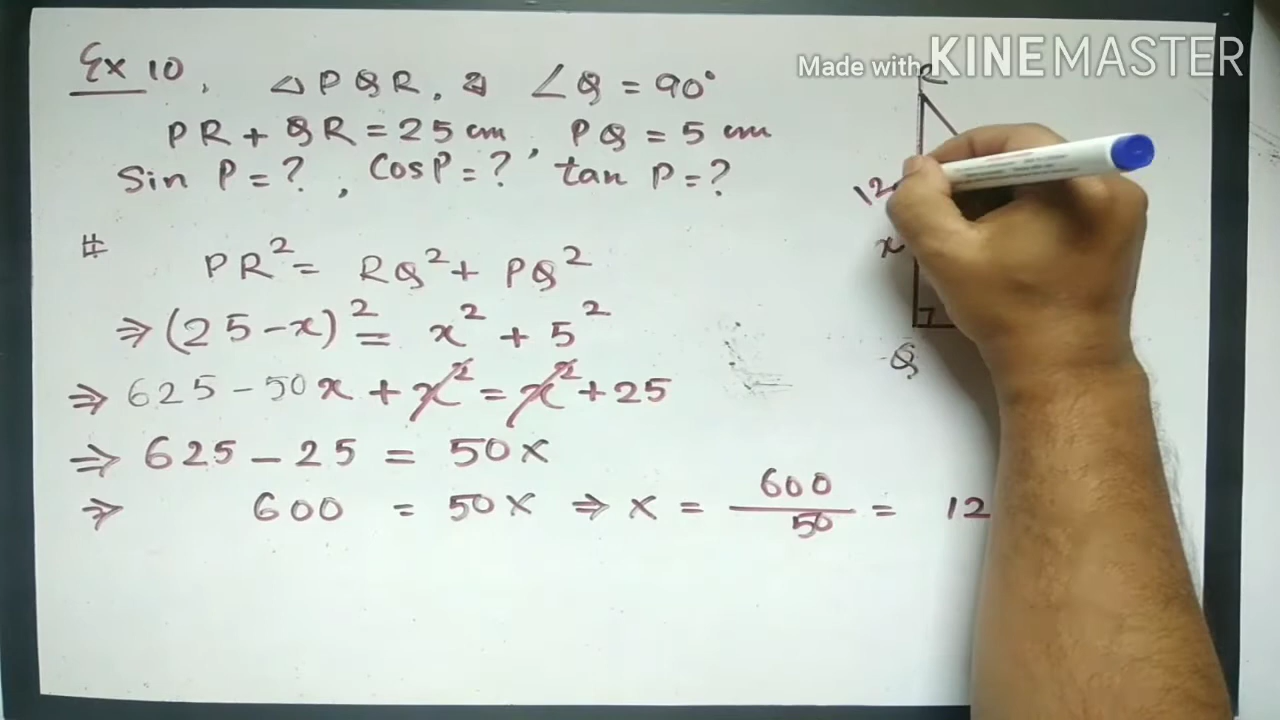 Made with KINEMASTER
Ex 10, △PQR, ∠Q = 90°
PR + QR = 25 cm, PQ = 5 cm
Sin P = ?, Cos P = ?, tan P = ?
# PR² = RQ² + PQ²
⇒ (25 - x)² = x² + 5²
⇒ 625 - 50x + x² = x² + 25
⇒ 625 - 25 = 50x
⇒ 600 = 50x ⇒ x = 600/50 = 12
R
12
x
Q